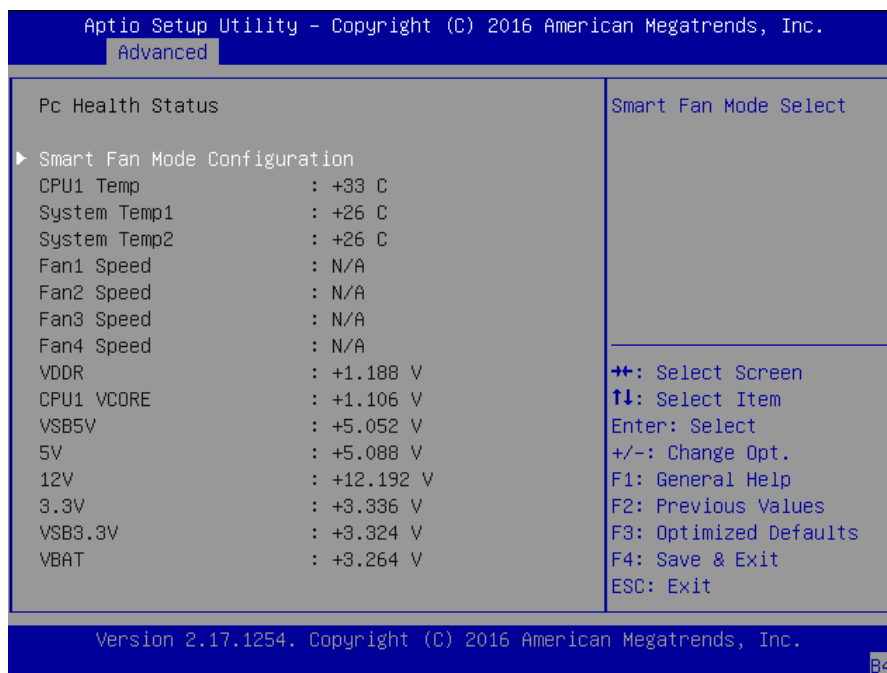 Aptio Setup Utility – Copyright (C) 2016 American Megatrends, Inc.
Advanced
Pc Health Status
Smart Fan Mode Configuration
CPU1 Temp : +33 C
System Temp1 : +26 C
System Temp2 : +26 C
Fan1 Speed : N/A
Fan2 Speed : N/A
Fan3 Speed : N/A
Fan4 Speed : N/A
VDDR : +1.188 V
CPU1 VCORE : +1.106 V
VSB5V : +5.052 V
5V : +5.088 V
12V : +12.192 V
3.3V : +3.336 V
VSB3.3V : +3.324 V
VBAT : +3.264 V
Smart Fan Mode Select
→←: Select Screen
↑↓: Select Item
Enter: Select
+/-: Change Opt.
F1: General Help
F2: Previous Values
F3: Optimized Defaults
F4: Save & Exit
ESC: Exit
Version 2.17.1254. Copyright (C) 2016 American Megatrends, Inc.